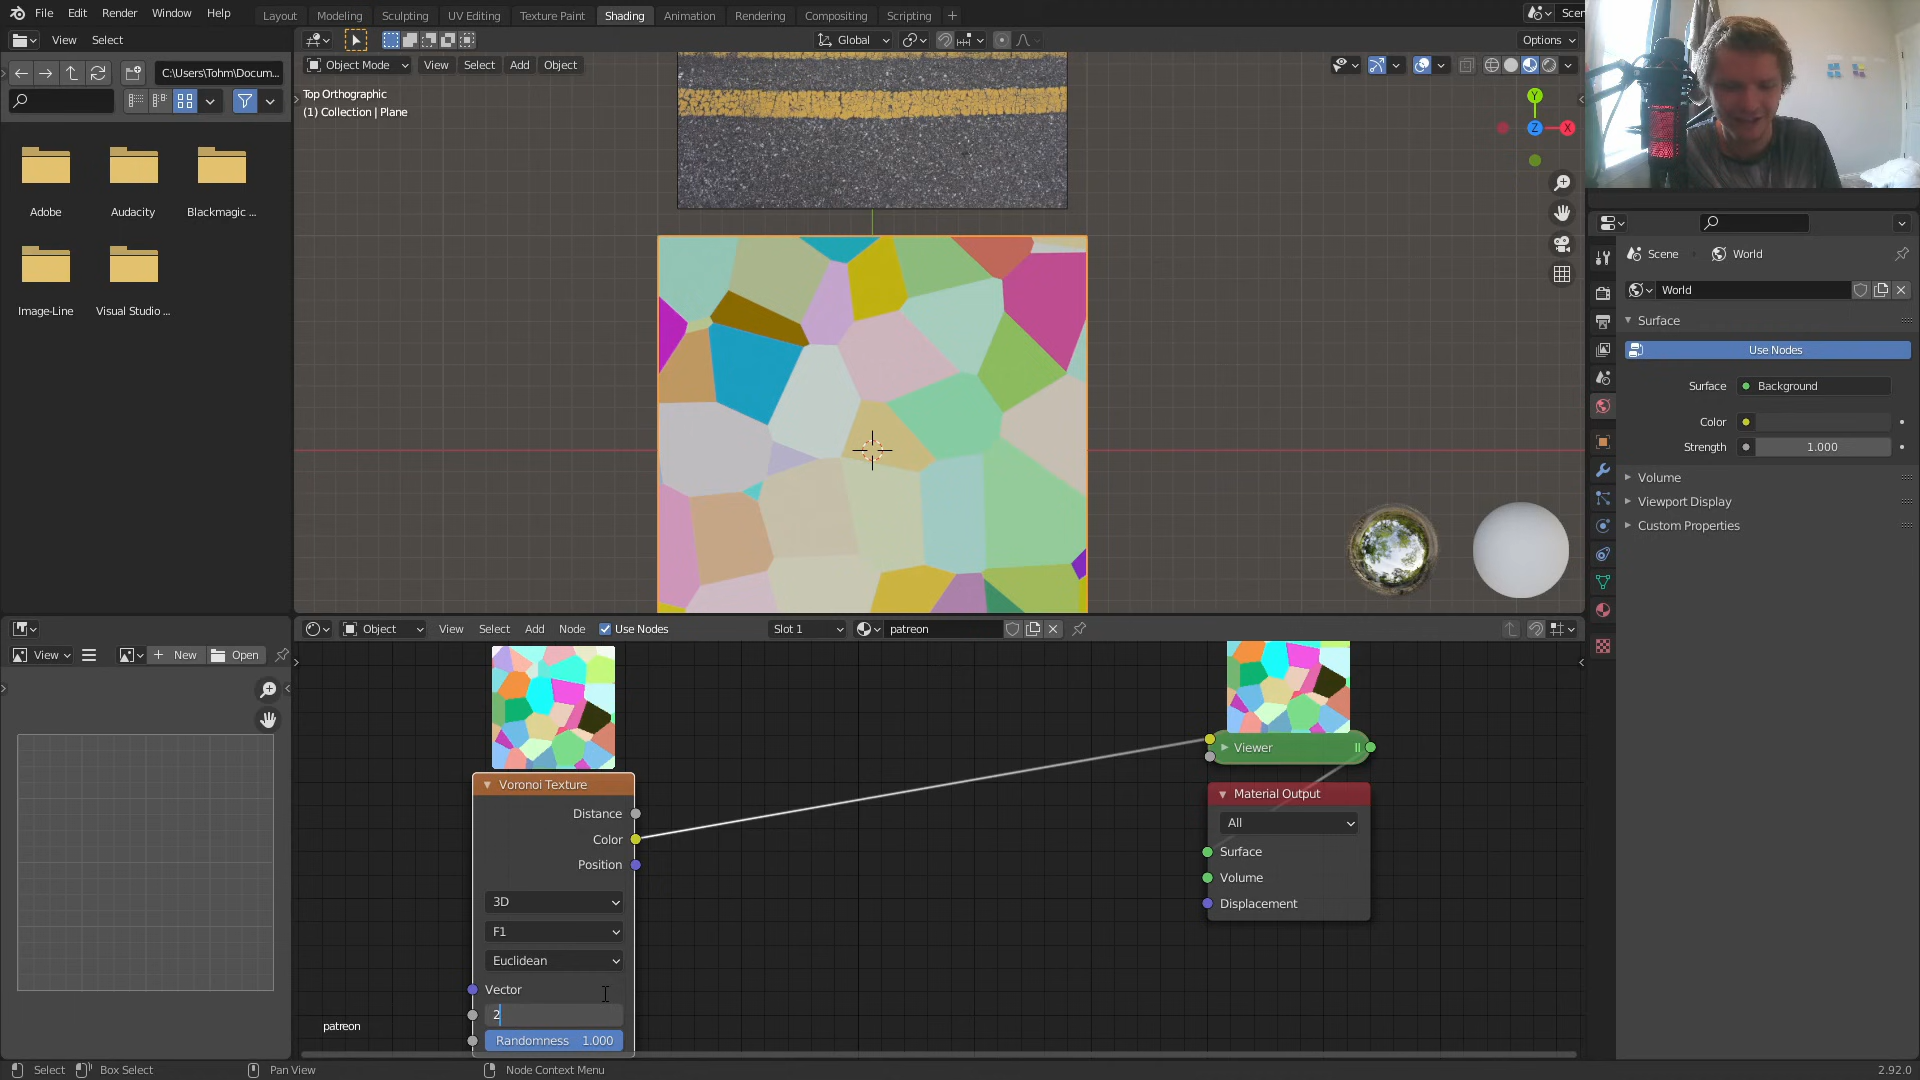 File Edit Render Window Help
Layout Modeling Sculpting UV Editing Texture Paint Shading Animation Rendering Compositing Scripting +
Scen
View Select
Global
Options
C:\Users\Tohm\Docum...
Object Mode View Select Add Object
Top Orthographic
(1) Collection | Plane
Y
Z
X
Adobe
Audacity
Blackmagic ...
Image-Line
Visual Studio ...
Scene
World
World
Surface
Use Nodes
Surface
Background
Color
Strength
1.000
Volume
Viewport Display
Custom Properties
Object View Select Add Node Use Nodes
Slot 1
patreon
View
New
Open
Voronoi Texture
Distance
Color
Position
3D
F1
Euclidean
Vector
2
Randomness 1.000
Viewer
Material Output
All
Surface
Volume
Displacement
patreon
Select
Box Select
Pan View
Node Context Menu
2.92.0